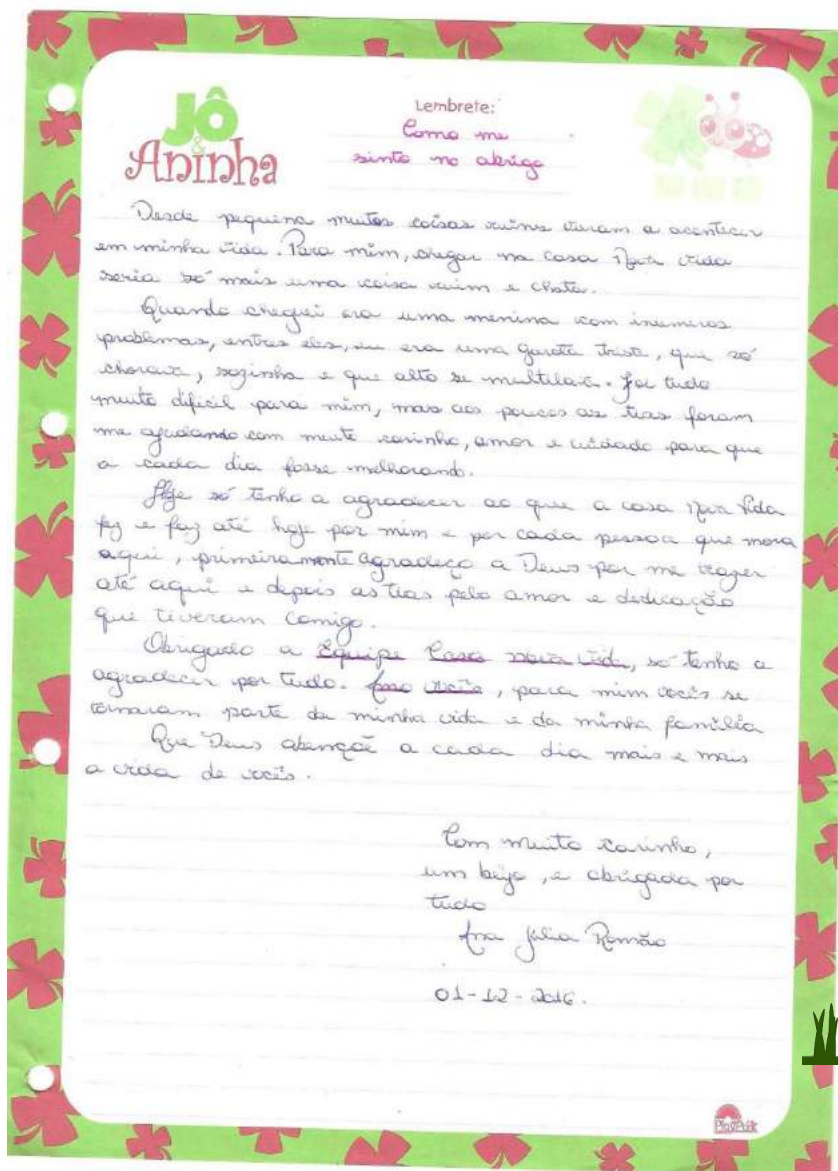 JÔ
&
Aninha
Lembrete:
Como me
sinto no abrigo
Desde pequena muitas coisas ruins vieram a acontecer
em minha vida. Para mim, chegar na casa Nova vida
seria só mais uma coisa ruim e chata.
Quando cheguei era uma menina com inumeros
problemas, entres eles, eu era uma garota triste, que só
chorava, sozinha e que alto se multilava. Foi tudo
muito dificil para mim, mas aos poucos as tias foram
me ajudando com muito carinho, amor e cuidado para que
a cada dia fosse melhorando.
Hoje só tenho a agradecer ao que a casa Nova Vida
fez e faz até hoje por mim e por cada pessoa que mora
aqui, primeiramente agradeço a Deus por me trazer
até aqui e depois as tias pelo amor e dedicação
que tiveram comigo.
Obrigado a Equipe Casa nova vida, só tenho a
agradecer por tudo. Amo vocês, para mim vocês se
tornaram parte da minha vida e da minha família
Que Deus abençoê a cada dia mais e mais
a vida de vocês.
Com muito carinho,
um beijo, e obrigada por
tudo
Ana Júlia Romão
01-12-2016.